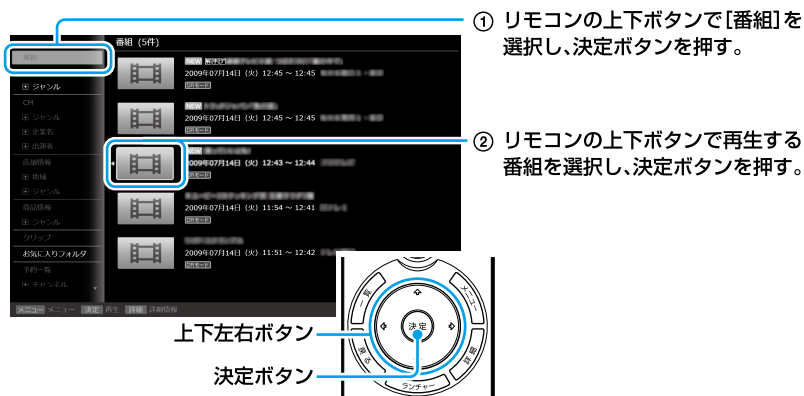 ① リモコンの上下ボタンで[番組]を
選択し、決定ボタンを押す。
番組 (5件)
番組
ジャンル
CM
ジャンル
企業名
出演者
店舗情報
地域
ジャンル
商品情報
ジャンル
クリップ
お気に入りフォルダ
予約一覧
チャンネル
NEW
2009年07月14日 (火) 12:45 ~ 12:45
DRモード
NEW
2009年07月14日 (火) 12:45 ~ 12:45
DRモード
NEW
2009年07月14日 (火) 12:43 ~ 12:44
DRモード
2009年07月14日 (火) 11:54 ~ 12:41
DRモード
2009年07月14日 (火) 11:51 ~ 12:42
DRモード
② リモコンの上下ボタンで再生する
番組を選択し、決定ボタンを押す。
メニュー メニュー 決定 再生 詳細 詳細情報
一覧
メニュー
決定
戻る
詳細
ランチャー
上下左右ボタン
決定ボタン